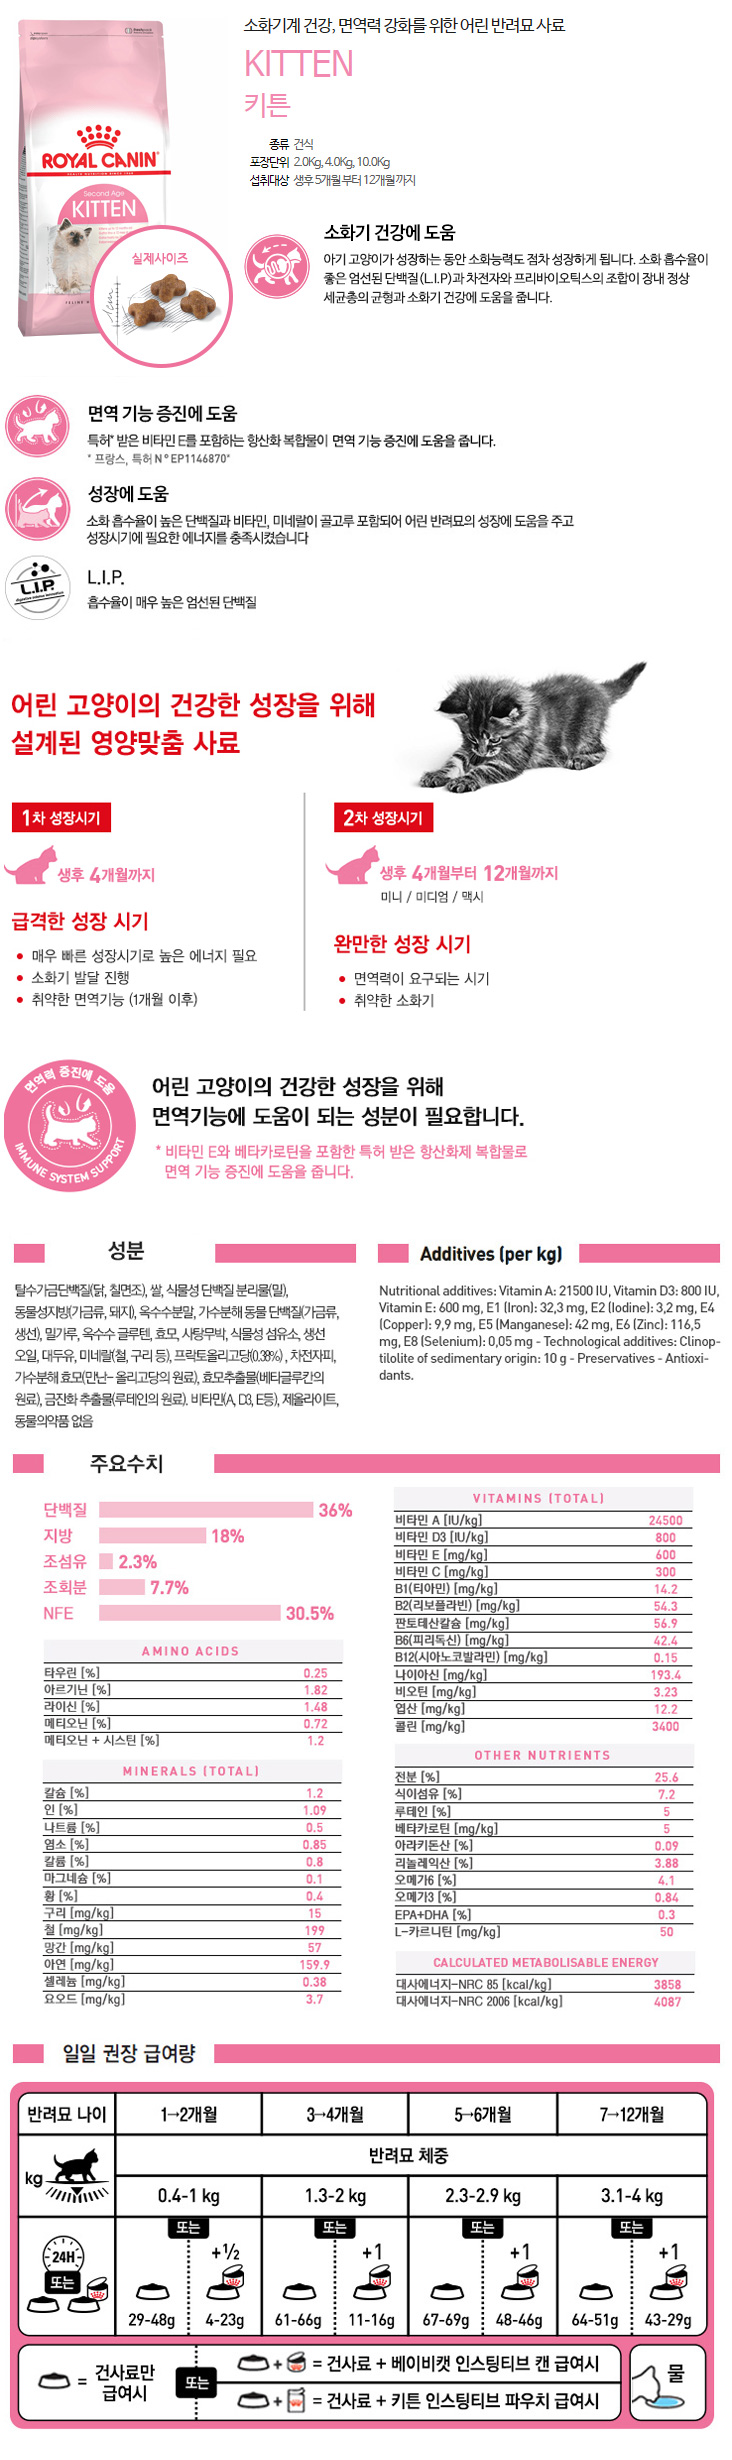 소화기계 건강, 면역력 강화를 위한 어린 반려묘 사료
KITTEN
키튼
종류 건식
포장단위 2.0Kg, 4.0Kg, 10.0Kg
섭취대상 생후 5개월 부터 12개월 까지
ROYAL CANIN
Second Age
KITTEN
실제사이즈
소화기 건강에 도움
아기 고양이가 성장하는 동안 소화능력도 점차 성장하게 됩니다. 소화 흡수율이
좋은 엄선된 단백질(L.I.P)과 차전자와 프리바이오틱스의 조합이 장내 정상
세균총의 균형과 소화기 건강에 도움을 줍니다.
면역 기능 증진에 도움
특허* 받은 비타민 E를 포함하는 항산화 복합물이 면역 기능 증진에 도움을 줍니다.
* 프랑스, 특허 N° EP1146870*
성장에 도움
소화 흡수율이 높은 단백질과 비타민, 미네랄이 골고루 포함되어 어린 반려묘의 성장에 도움을 주고
성장시기에 필요한 에너지를 충족시켰습니다
L.I.P.
L.I.P.
흡수율이 매우 높은 엄선된 단백질
어린 고양이의 건강한 성장을 위해
설계된 영양맞춤 사료
1차 성장시기
생후 4개월까지
급격한 성장 시기
• 매우 빠른 성장시기로 높은 에너지 필요
• 소화기 발달 진행
• 취약한 면역기능 (1개월 이후)
2차 성장시기
생후 4개월부터 12개월까지
미니 / 미디엄 / 맥시
완만한 성장 시기
• 면역력이 요구되는 시기
• 취약한 소화기
면역력 증진에 도움
IMMUNE SYSTEM SUPPORT
어린 고양이의 건강한 성장을 위해
면역기능에 도움이 되는 성분이 필요합니다.
* 비타민 E와 베타카로틴을 포함한 특허 받은 항산화제 복합물로
면역 기능 증진에 도움을 줍니다.
성분
탈수가금단백질(닭, 칠면조), 쌀, 식물성 단백질 분리물(밀),
동물성지방(가금류, 돼지), 옥수수분말, 가수분해 동물 단백질(가금류,
생선), 밀가루, 옥수수 글루텐, 효모, 사탕무박, 식물성 섬유소, 생선
오일, 대두유, 미네랄(철, 구리 등), 프락토올리고당(0.38%) , 차전자피,
가수분해 효모(만난- 올리고당의 원료), 효모추출물(베타글루칸의
원료), 금잔화 추출물(루테인의 원료). 비타민(A, D3, E등), 제올라이트,
동물의약품 없음
Additives (per kg)
Nutritional additives: Vitamin A: 21500 IU, Vitamin D3: 800 IU,
Vitamin E: 600 mg, E1 (Iron): 32,3 mg, E2 (Iodine): 3,2 mg, E4
(Copper): 9,9 mg, E5 (Manganese): 42 mg, E6 (Zinc): 116,5
mg, E8 (Selenium): 0,05 mg - Technological additives: Clinop-
tilolite of sedimentary origin: 10 g - Preservatives - Antioxi-
dants.
주요수치
단백질 36%
지방 18%
조섬유 2.3%
조회분 7.7%
NFE 30.5%
AMINO ACIDS
타우린 [%] 0.25
아르기닌 [%] 1.82
라이신 [%] 1.48
메티오닌 [%] 0.72
메티오닌 + 시스틴 [%] 1.2
MINERALS (TOTAL)
칼슘 [%] 1.2
인 [%] 1.09
나트륨 [%] 0.5
염소 [%] 0.85
칼륨 [%] 0.8
마그네슘 [%] 0.1
황 [%] 0.4
구리 [mg/kg] 15
철 [mg/kg] 199
망간 [mg/kg] 57
아연 [mg/kg] 159.9
셀레늄 [mg/kg] 0.38
요오드 [mg/kg] 3.7
VITAMINS (TOTAL)
비타민 A [IU/kg] 24500
비타민 D3 [IU/kg] 800
비타민 E [mg/kg] 600
비타민 C [mg/kg] 300
B1(티아민) [mg/kg] 14.2
B2(리보플라빈) [mg/kg] 54.3
판토테산칼슘 [mg/kg] 56.9
B6(피리독신) [mg/kg] 42.4
B12(시아노코발라민) [mg/kg] 0.15
나이아신 [mg/kg] 193.4
비오틴 [mg/kg] 3.23
엽산 [mg/kg] 12.2
콜린 [mg/kg] 3400
OTHER NUTRIENTS
전분 [%] 25.6
식이섬유 [%] 7.2
루테인 [%] 5
베타카로틴 [mg/kg] 5
아라키돈산 [%] 0.09
리놀레익산 [%] 3.88
오메가6 [%] 4.1
오메가3 [%] 0.84
EPA+DHA [%] 0.3
L-카르니틴 [mg/kg] 50
CALCULATED METABOLISABLE ENERGY
대사에너지-NRC 85 [kcal/kg] 3858
대사에너지-NRC 2006 [kcal/kg] 4087
일일 권장 급여량
반려묘 나이 1→2개월 3→4개월 5→6개월 7→12개월
kg 반려묘 체중
0.4-1 kg 1.3-2 kg 2.3-2.9 kg 3.1-4 kg
또는 또는 또는 또는
24H +½ +1 +1 +1
또는
29-48g 4-23g 61-66g 11-16g 67-69g 48-46g 64-51g 43-29g
= 건사료만 급여시
또는
+ = 건사료 + 베이비캣 인스팅티브 캔 급여시
+ = 건사료 + 키튼 인스팅티브 파우치 급여시
물